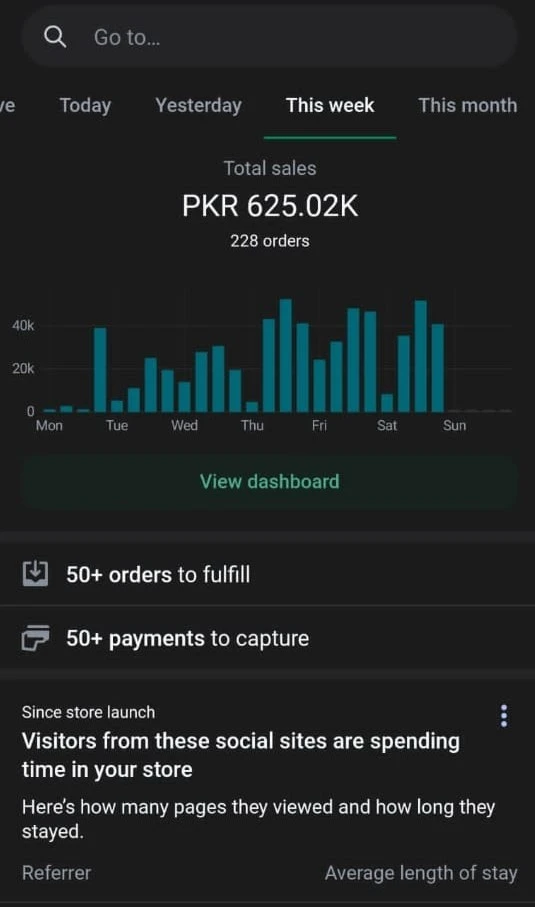 Go to…
ve Today Yesterday This week This month
Total sales
PKR 625.02K
228 orders
40k
20k
0
Mon Tue Wed Thu Fri Sat Sun
View dashboard
50+ orders to fulfill
50+ payments to capture
Since store launch
Visitors from these social sites are spending
time in your store
Here's how many pages they viewed and how long they
stayed.
Referrer Average length of stay